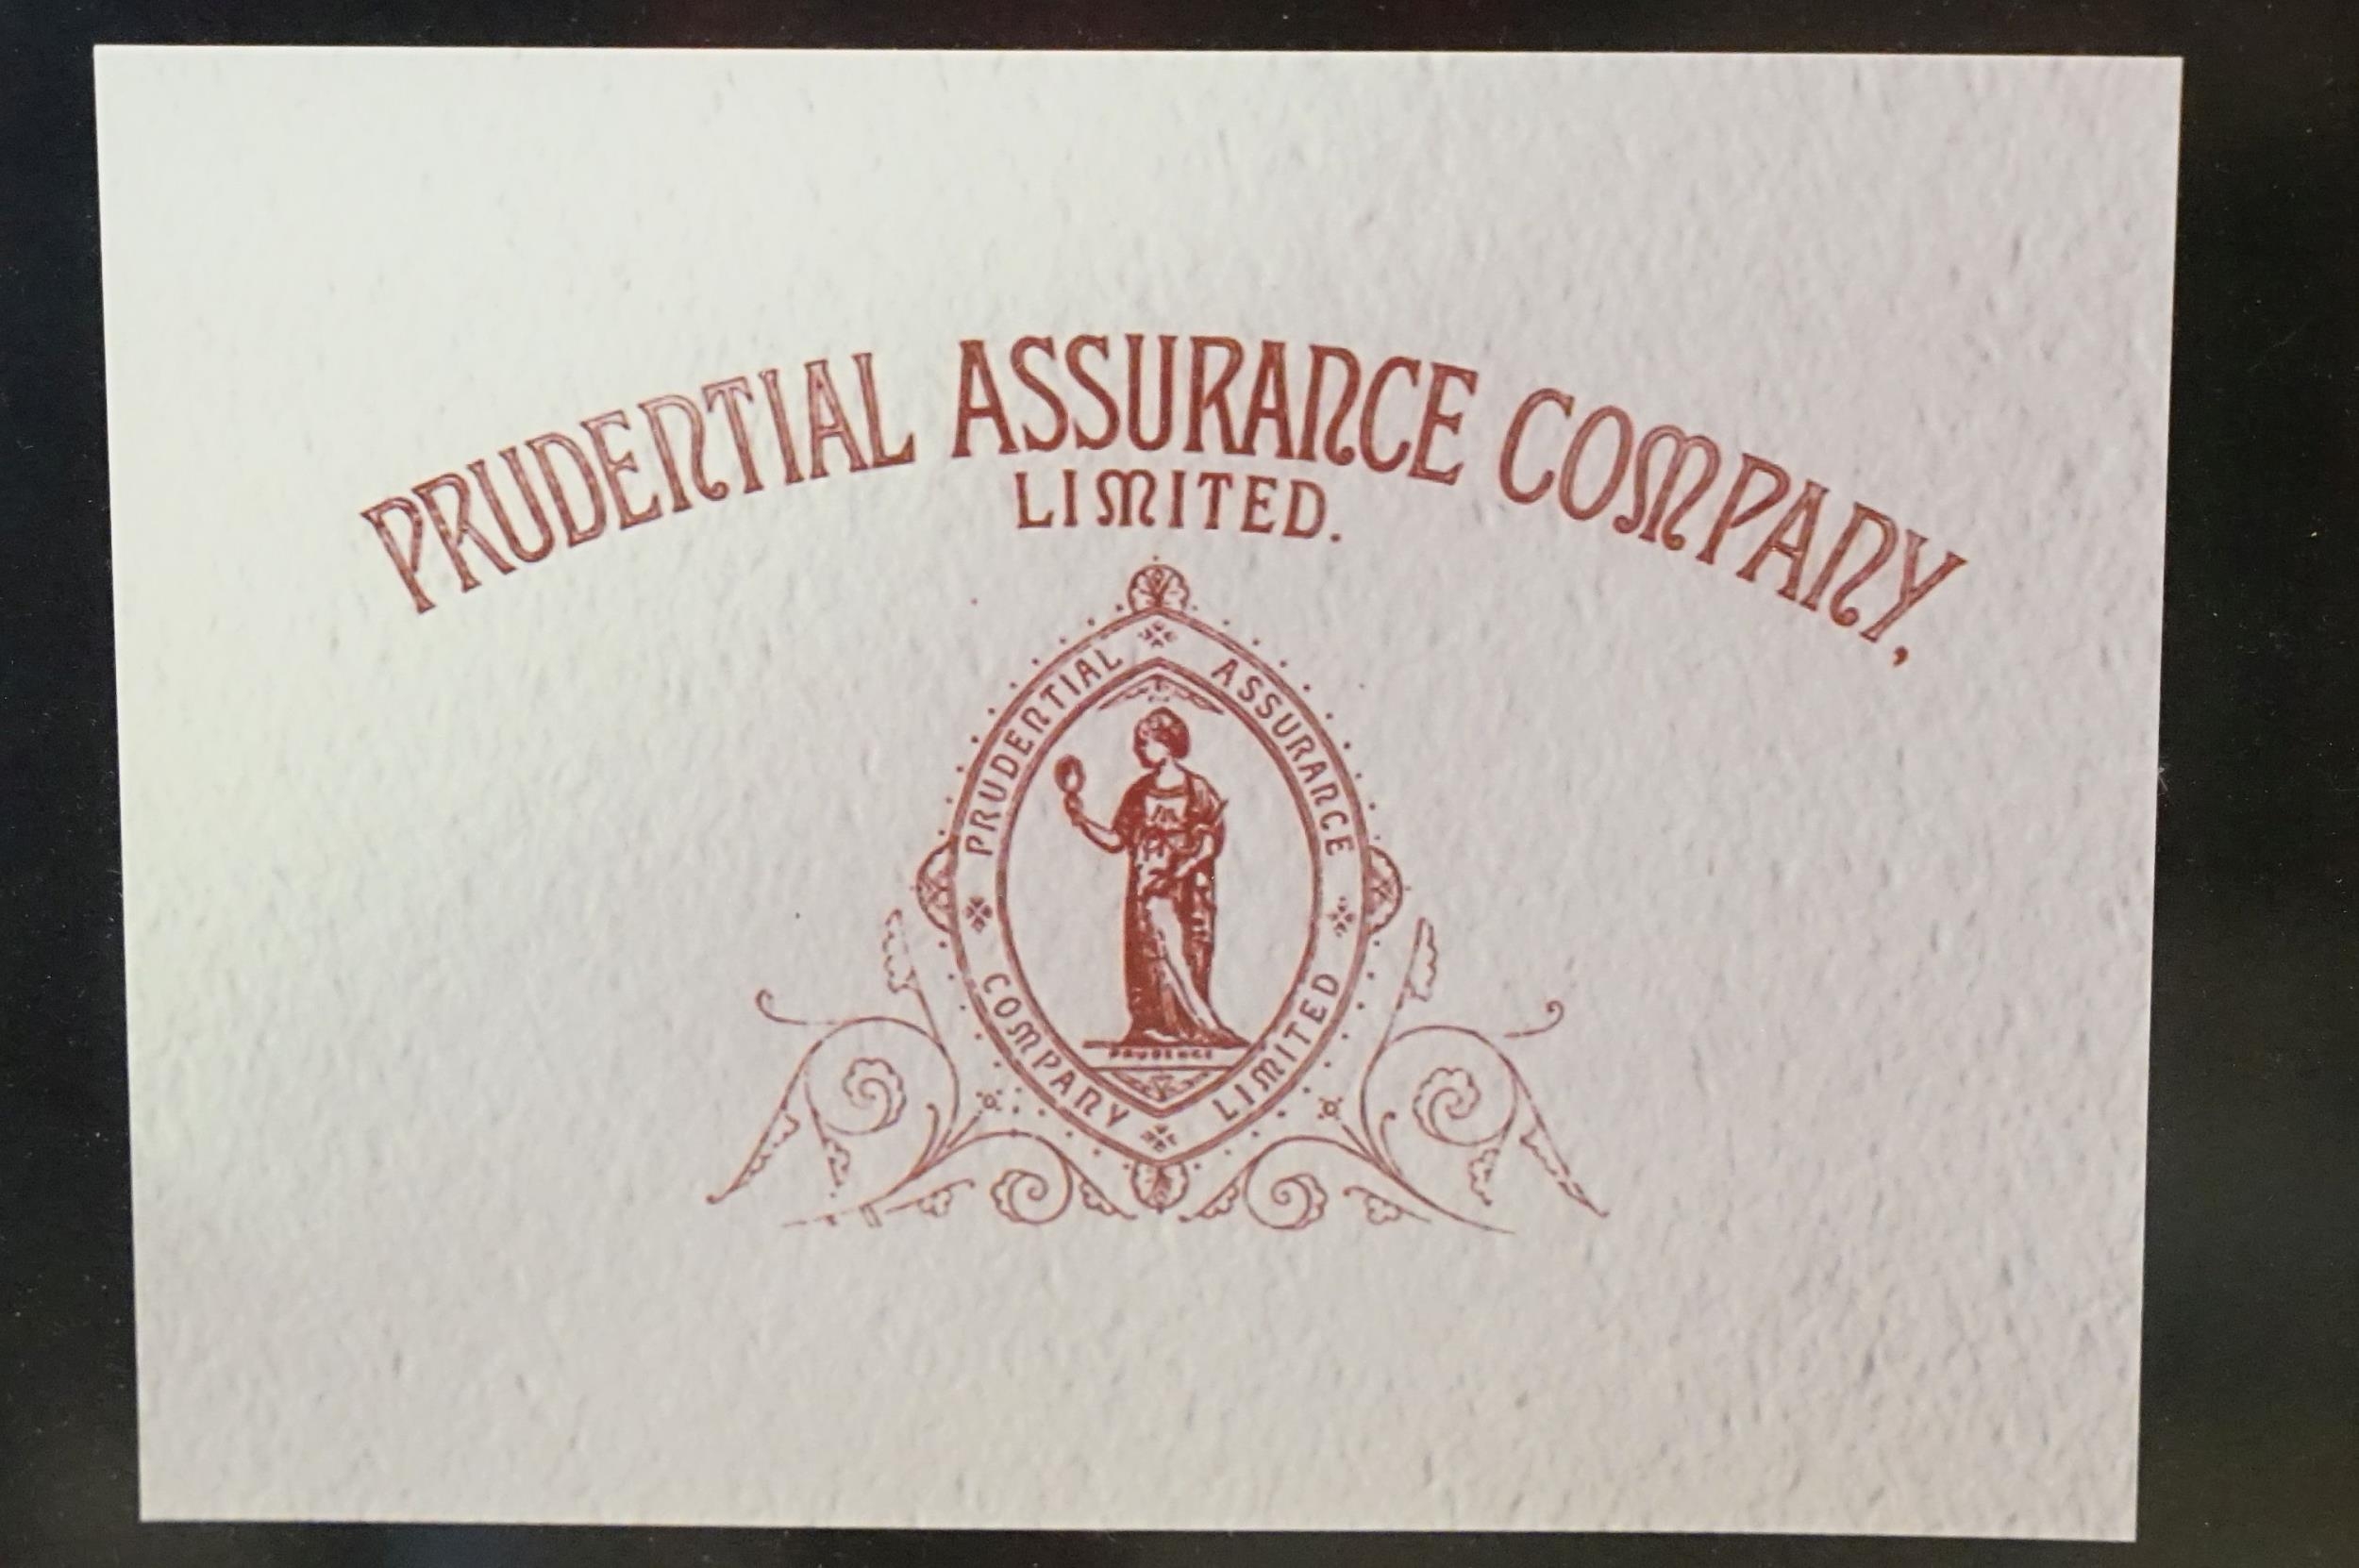 PRUDENTIAL ASSURANCE COMPANY,
LIMITED.
PRUDENTIAL ASSURANCE
COMPANY LIMITED
PRUDENCE